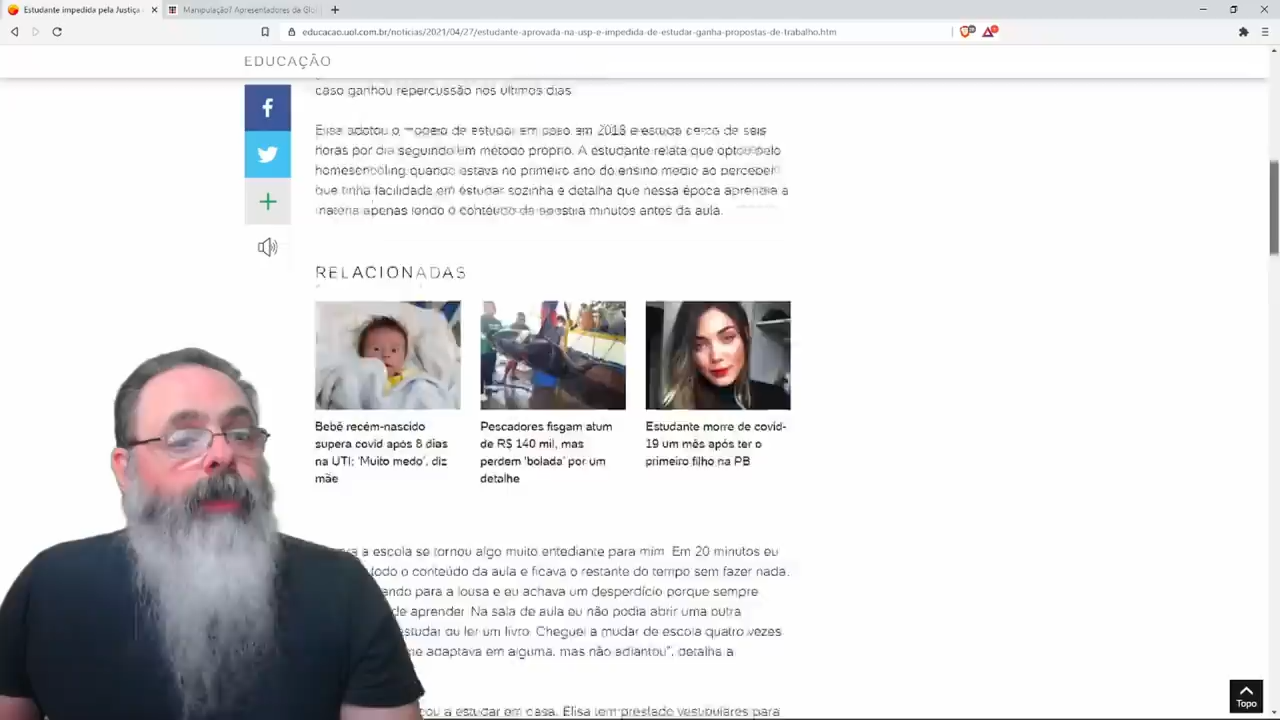 Estudante impedida pela Justiça
Manipulação? Apresentadores da Glo
educacao.uol.com.br/noticias/2021/04/27/estudante-aprovada-na-usp-e-impedida-de-estudar-ganha-propostas-de-trabalho.htm
EDUCAÇÃO
caso ganhou repercussão nos últimos dias
adotou o modelo de estudar em casa em 2018 e estuda cerca de seis
horas por dia seguindo um método próprio. A estudante relata que optou pelo
homeschooling quando estava no primeiro ano do ensino médio ao perceber
que tinha facilidade em estudar sozinha e detalha que nessa época aprendia a
matéria apenas lendo o conteúdo da apostila minutos antes da aula.
RELACIONADAS
Bebê recém-nascido
supera covid após 8 dias
na UTI: 'Muito medo', diz
mãe
Pescadores fisgam atum
de R$ 140 mil, mas
perdem 'bolada' por um
detalhe
Estudante morre de covid-
19 um mês após ter o
primeiro filho na PB
a escola se tornou algo muito entediante para mim. Em 20 minutos eu
todo o conteúdo da aula e ficava o restante do tempo sem fazer nada.
ando para a lousa e eu achava um desperdício porque sempre
de aprender. Na sala de aula eu não podia abrir uma outra
estudar ou ler um livro. Cheguei a mudar de escola quatro vezes
me adaptava em alguma, mas não adiantou", detalha a
ou a estudar em casa, Elisa tem prestado vestibulares para
Topo